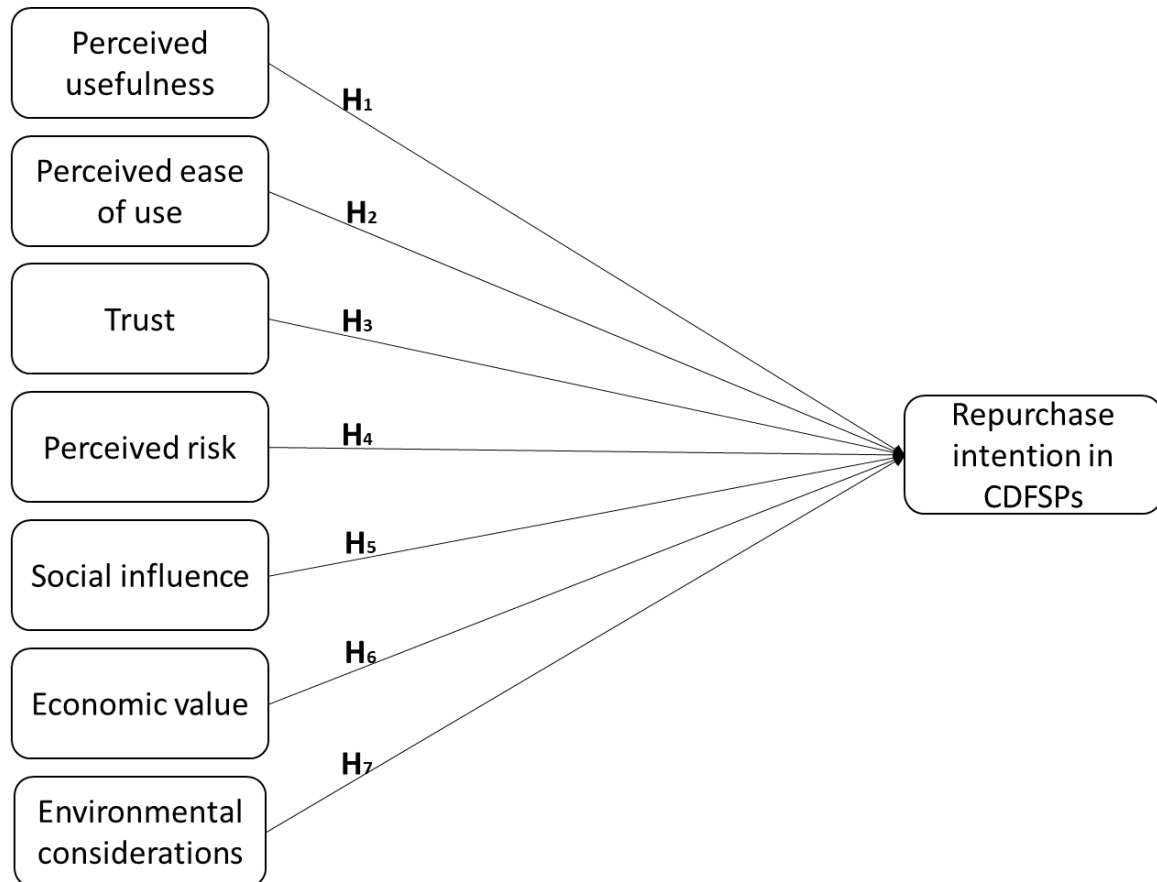 Perceived
usefulness
H1
Perceived ease
of use
H2
Trust
H3
Perceived risk
H4
Social influence
H5
Economic value
H6
Environmental
considerations
H7
Repurchase
intention in
CDFSPs